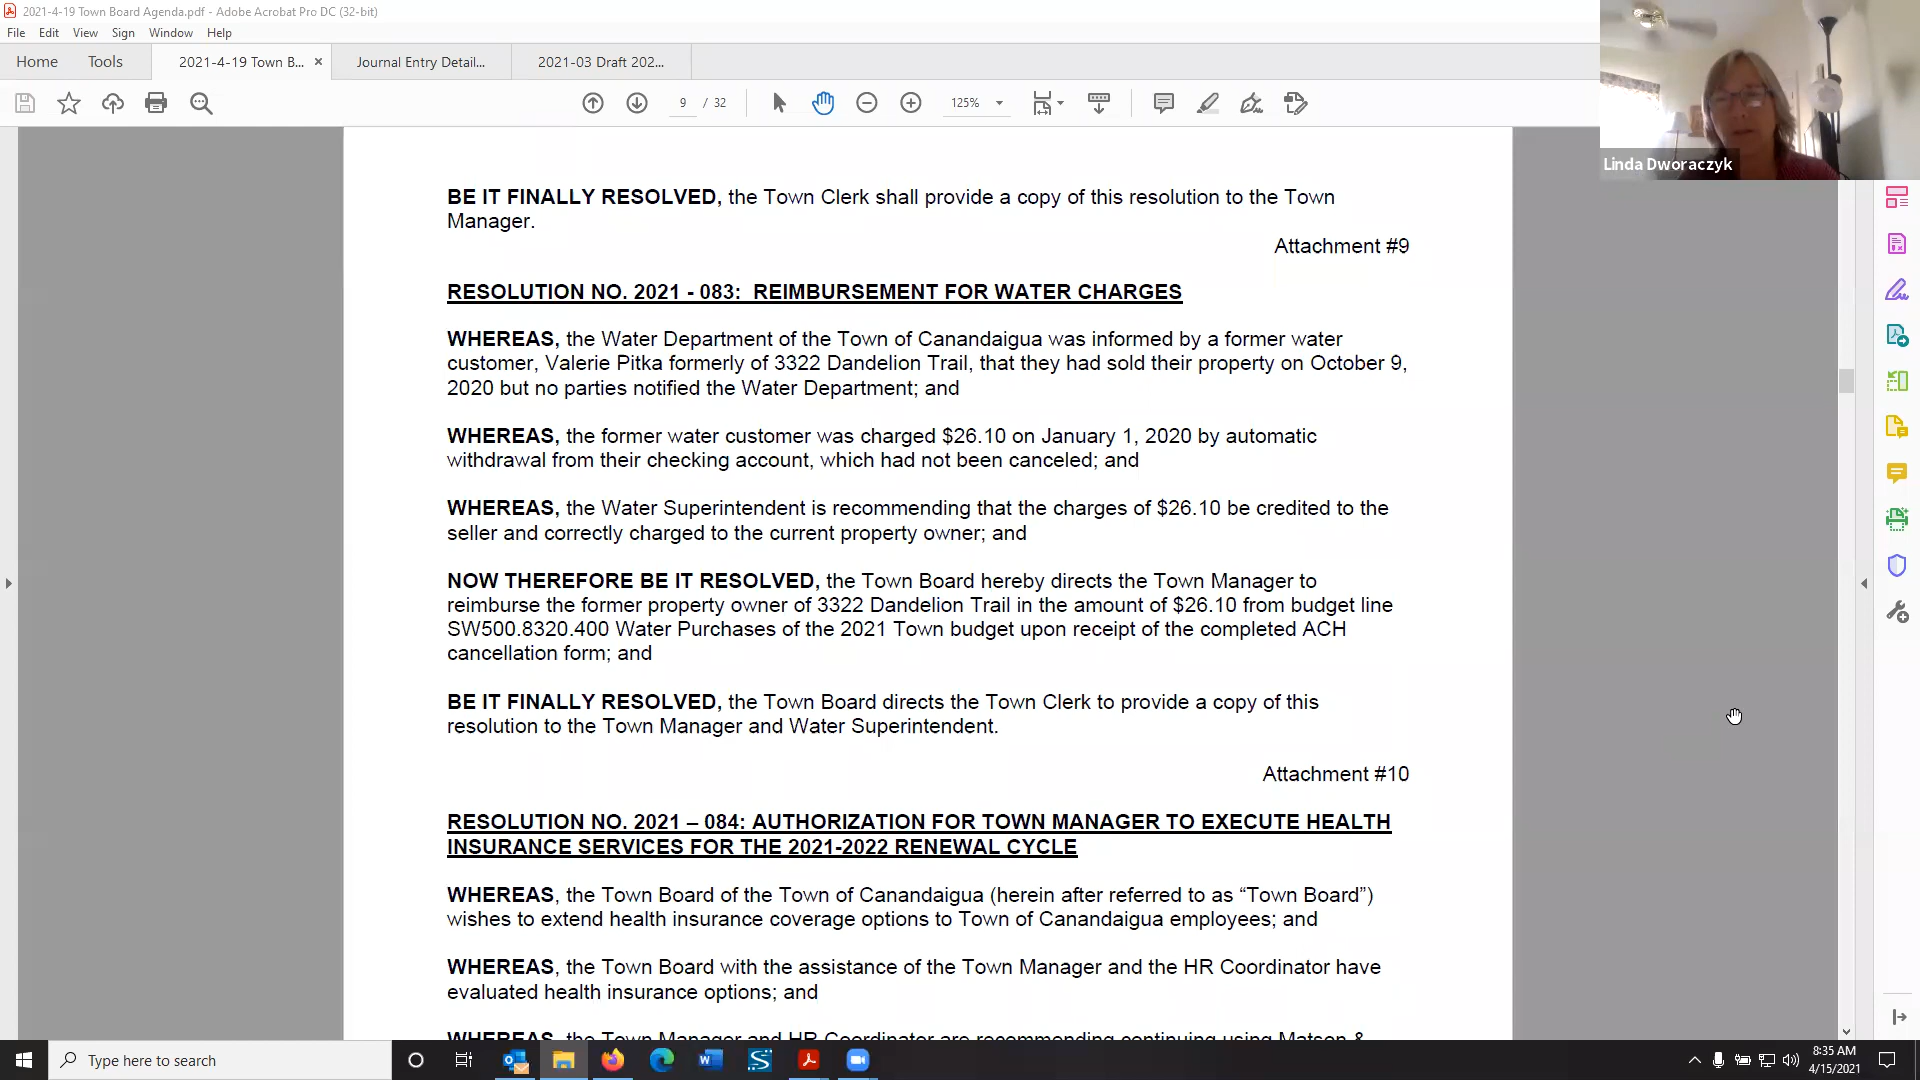 2021-4-19 Town Board Agenda.pdf - Adobe Acrobat Pro DC (32-bit)
File Edit View Sign Window Help
Home Tools 2021-4-19 Town B... × Journal Entry Detail... 2021-03 Draft 202...
9 / 32 125%
Linda Dworaczyk
BE IT FINALLY RESOLVED, the Town Clerk shall provide a copy of this resolution to the Town
Manager.
Attachment #9
RESOLUTION NO. 2021 - 083: REIMBURSEMENT FOR WATER CHARGES
WHEREAS, the Water Department of the Town of Canandaigua was informed by a former water
customer, Valerie Pitka formerly of 3322 Dandelion Trail, that they had sold their property on October 9,
2020 but no parties notified the Water Department; and
WHEREAS, the former water customer was charged $26.10 on January 1, 2020 by automatic
withdrawal from their checking account, which had not been canceled; and
WHEREAS, the Water Superintendent is recommending that the charges of $26.10 be credited to the
seller and correctly charged to the current property owner; and
NOW THEREFORE BE IT RESOLVED, the Town Board hereby directs the Town Manager to
reimburse the former property owner of 3322 Dandelion Trail in the amount of $26.10 from budget line
SW500.8320.400 Water Purchases of the 2021 Town budget upon receipt of the completed ACH
cancellation form; and
BE IT FINALLY RESOLVED, the Town Board directs the Town Clerk to provide a copy of this
resolution to the Town Manager and Water Superintendent.
Attachment #10
RESOLUTION NO. 2021 – 084: AUTHORIZATION FOR TOWN MANAGER TO EXECUTE HEALTH
INSURANCE SERVICES FOR THE 2021-2022 RENEWAL CYCLE
WHEREAS, the Town Board of the Town of Canandaigua (herein after referred to as “Town Board”)
wishes to extend health insurance coverage options to Town of Canandaigua employees; and
WHEREAS, the Town Board with the assistance of the Town Manager and the HR Coordinator have
evaluated health insurance options; and
WHEREAS, the Town Manager and HR Coordinator are recommending continuing using Matson &
Type here to search
8:35 AM
4/15/2021